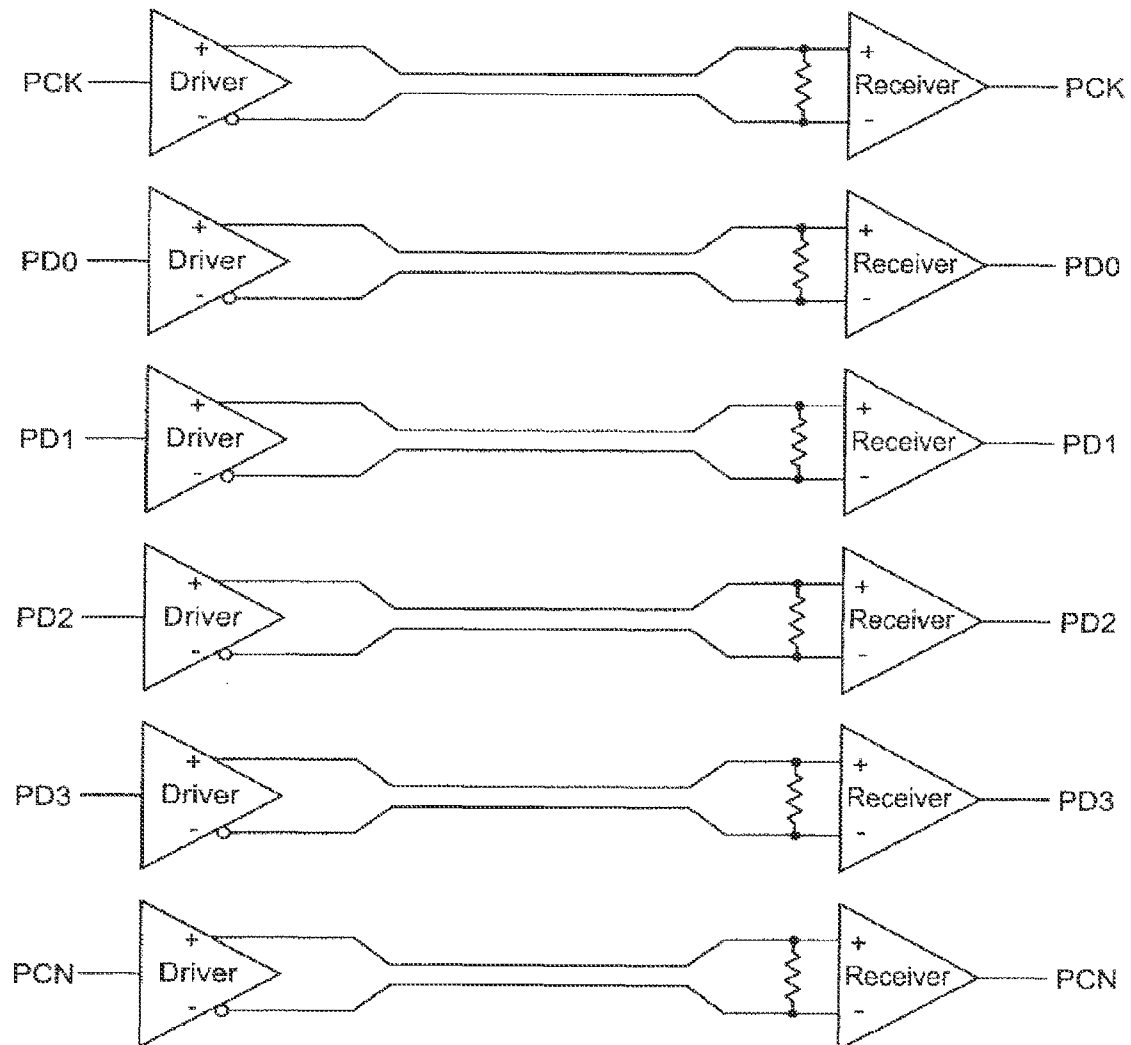 +
PCK Driver
-
+
Receiver PCK
-
+
PD0 Driver
-
+
Receiver PD0
-
+
PD1 Driver
-
+
Receiver PD1
-
+
PD2 Driver
-
+
Receiver PD2
-
+
PD3 Driver
-
+
Receiver PD3
-
+
PCN Driver
-
+
Receiver PCN
-